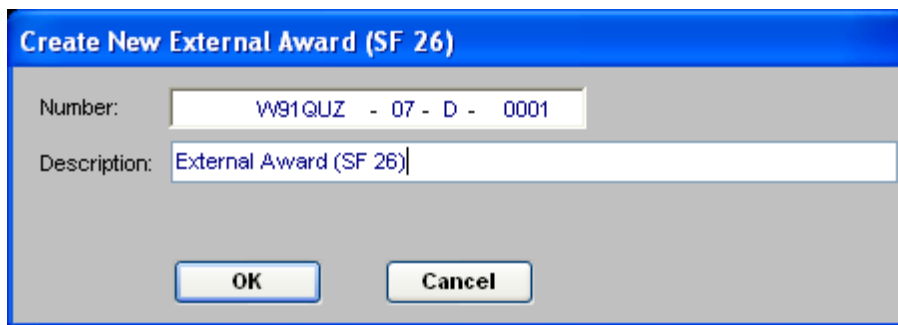 Create New External Award (SF 26)
Number: W91QUZ - 07 - D - 0001
Description: External Award (SF 26)
OK Cancel